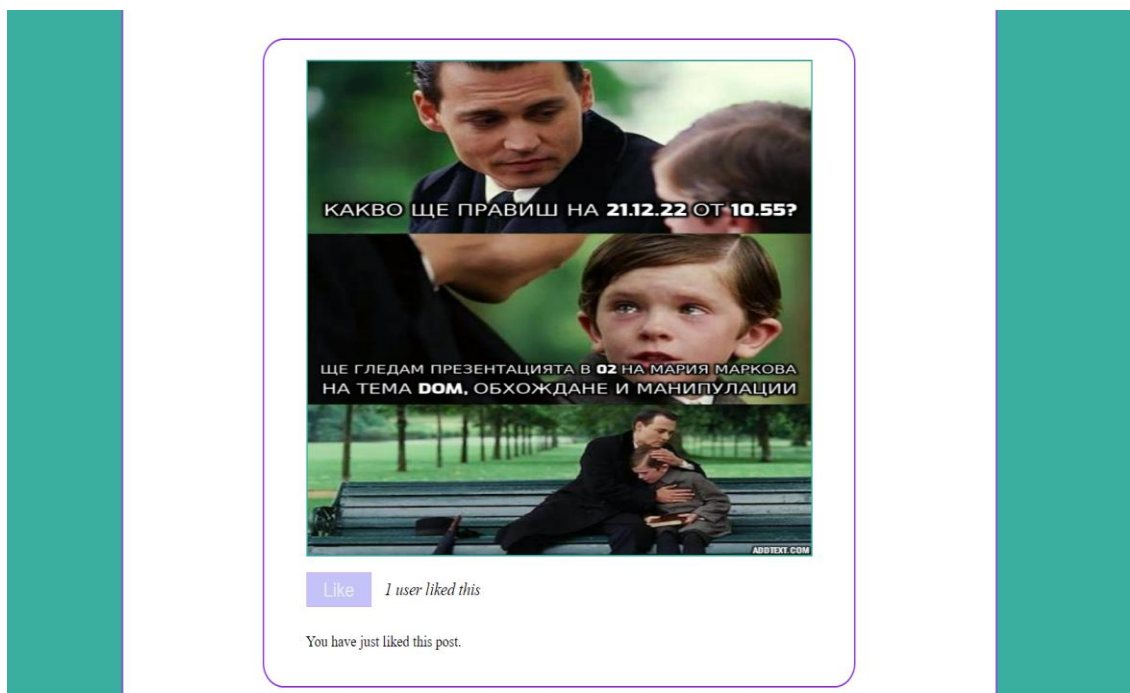 КАКВО ЩЕ ПРАВИШ НА 21.12.22 ОТ 10.55?
ЩЕ ГЛЕДАМ ПРЕЗЕНТАЦИЯТА В 02 НА МАРИЯ МАРКОВА
НА ТЕМА DOM, ОБХОЖДАНЕ И МАНИПУЛАЦИИ
ADDTEXT.COM
Like 1 user liked this
You have just liked this post.